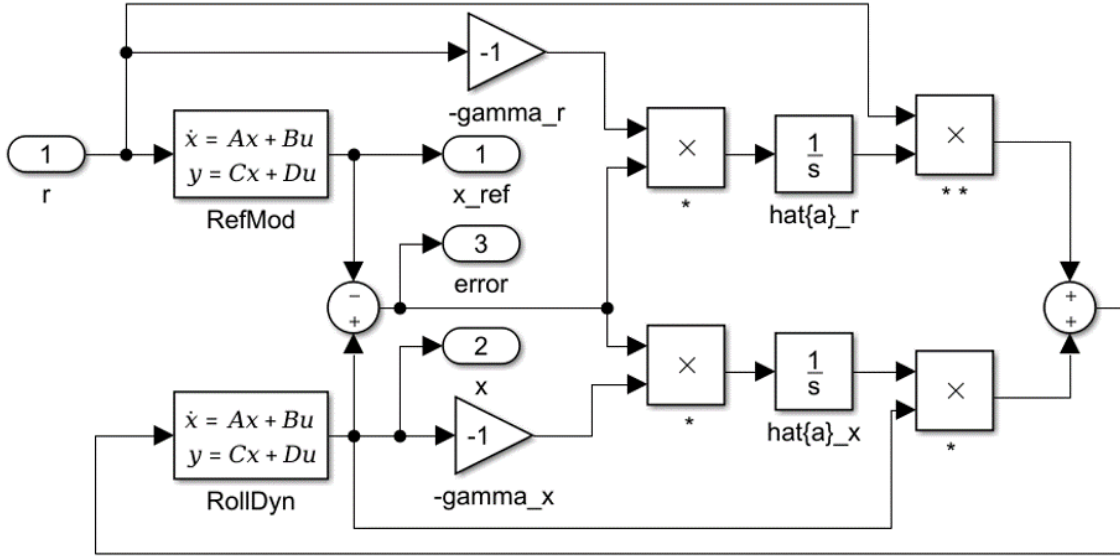 -1
-gamma_r
1
r
ẋ = Ax + Bu
y = Cx + Du
RefMod
1
x_ref
×
*
1
s
hat{a}_r
×
* *
3
error
−
+
+
+
2
x
×
*
1
s
hat{a}_x
×
*
ẋ = Ax + Bu
y = Cx + Du
RollDyn
-1
-gamma_x